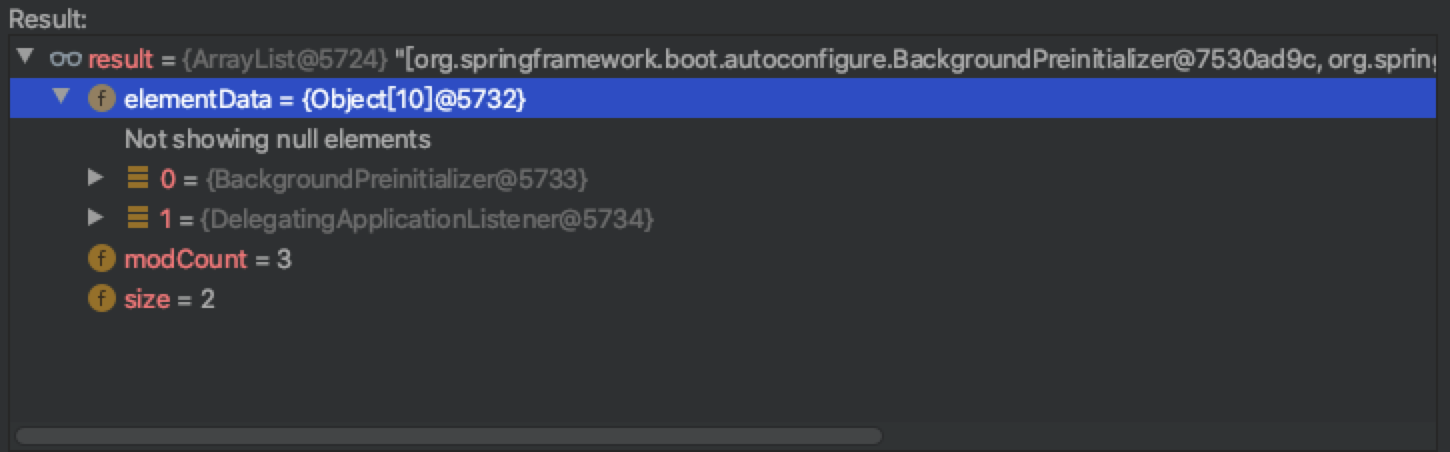 Result:
result = {ArrayList@5724} "[org.springframework.boot.autoconfigure.BackgroundPreinitializer@7530ad9c, org.spring
f elementData = {Object[10]@5732}
Not showing null elements
0 = {BackgroundPreinitializer@5733}
1 = {DelegatingApplicationListener@5734}
f modCount = 3
f size = 2